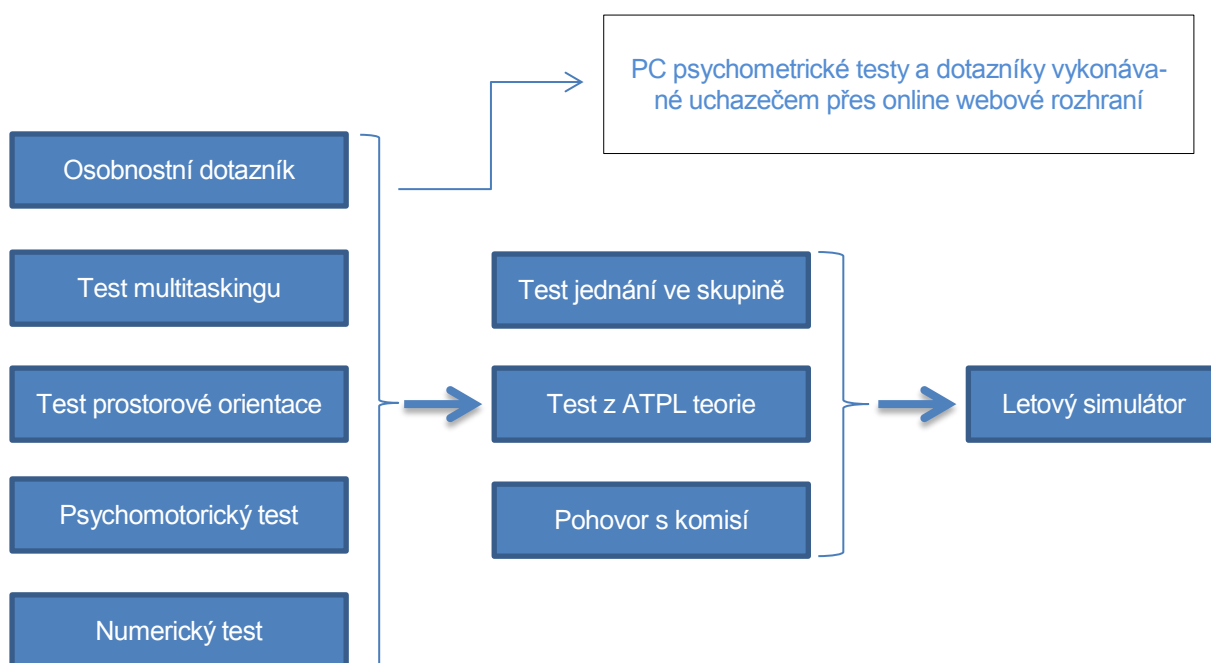 PC psychometrické testy a dotazníky vykonáva-
né uchazečem přes online webové rozhraní
Osobnostní dotazník
Test multitaskingu
Test prostorové orientace
Psychomotorický test
Numerický test
Test jednání ve skupině
Test z ATPL teorie
Pohovor s komisí
Letový simulátor